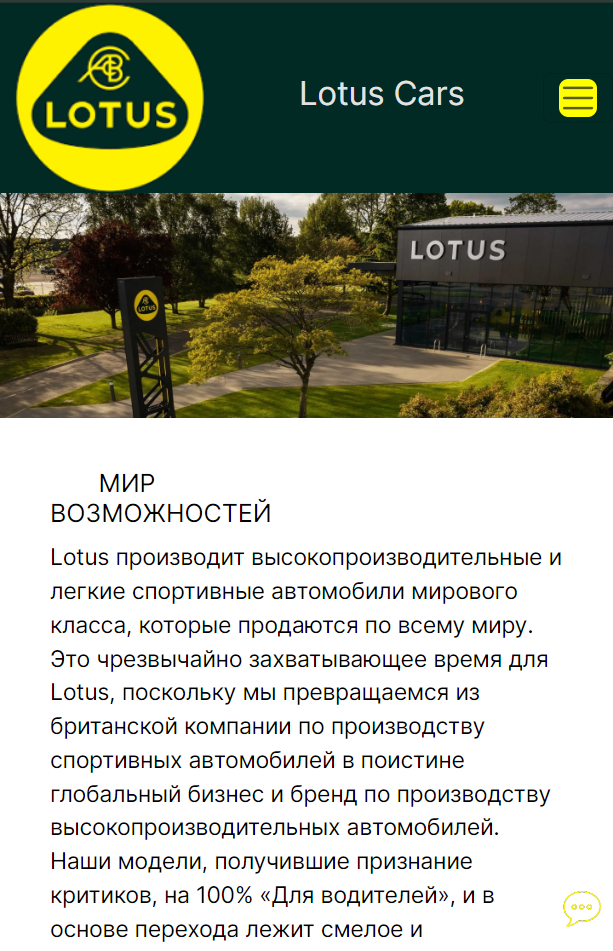 LOTUS
Lotus Cars
LOTUS
LOTUS
МИР
ВОЗМОЖНОСТЕЙ
Lotus производит высокопроизводительные и
легкие спортивные автомобили мирового
класса, которые продаются по всему миру.
Это чрезвычайно захватывающее время для
Lotus, поскольку мы превращаемся из
британской компании по производству
спортивных автомобилей в поистине
глобальный бизнес и бренд по производству
высокопроизводительных автомобилей.
Наши модели, получившие признание
критиков, на 100% «Для водителей», и в
основе перехода лежит смелое и